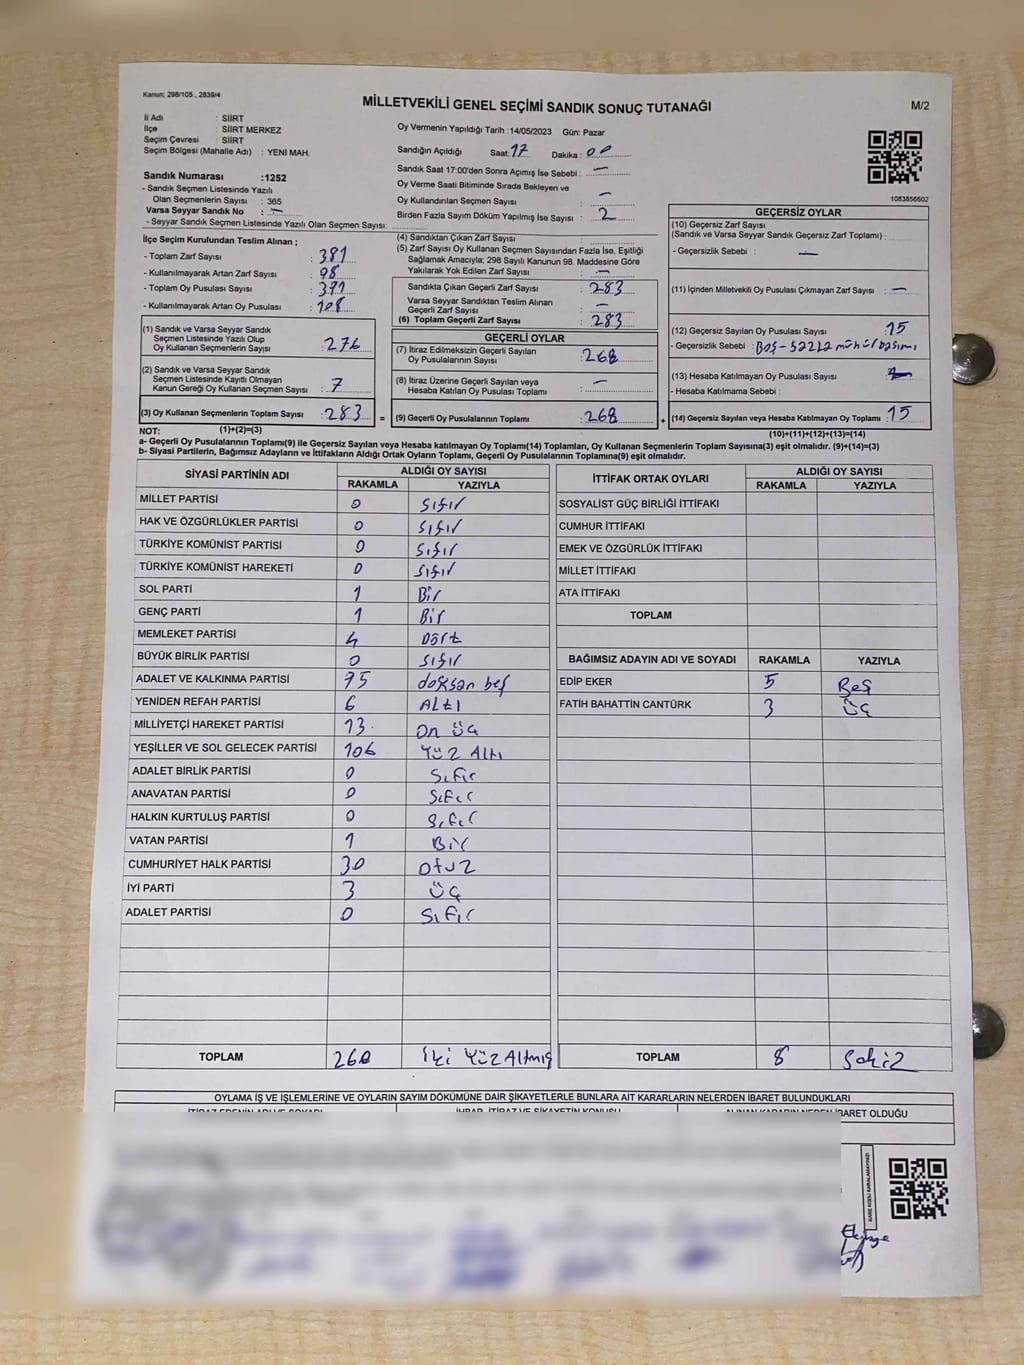 Kanun: 298/105 , 2839/4
MİLLETVEKİLİ GENEL SEÇİMİ SANDIK SONUÇ TUTANAĞI
M/2
İl Adı : SİİRT
İlçe : SİİRT MERKEZ
Seçim Çevresi : SİİRT
Seçim Bölgesi (Mahalle Adı) : YENİ MAH.
Sandık Numarası :1252
- Sandık Seçmen Listesinde Yazılı
Olan Seçmenlerin Sayısı : 365
Varsa Seyyar Sandık No : —
- Seyyar Sandık Seçmen Listesinde Yazılı Olan Seçmen Sayısı:
Oy Vermenin Yapıldığı Tarih :14/05/2023 Gün: Pazar
Sandığın Açıldığı Saat: 17 Dakika : 00
Sandık Saat 17:00'den Sonra Açımış İse Sebebi : —
Oy Verme Saati Bitiminde Sırada Bekleyen ve
Oy Kullandırılan Seçmen Sayısı : —
Birden Fazla Sayım Döküm Yapılmış İse Sayısı : 2
1083856602
İlçe Seçim Kurulundan Teslim Alınan ;
- Toplam Zarf Sayısı : 381
- Kullanılmayarak Artan Zarf Sayısı : 98
- Toplam Oy Pusulası Sayısı : 391
- Kullanılmayarak Artan Oy Pusulası : 108
(4) Sandıktan Çıkan Zarf Sayısı :
(5) Zarf Sayısı Oy Kullanan Seçmen Sayısından Fazla İse, Eşitliği
Sağlamak Amacıyla; 298 Sayılı Kanunun 98. Maddesine Göre
Yakılarak Yok Edilen Zarf Sayısı : —
Sandıkta Çıkan Geçerli Zarf Sayısı : 283
Varsa Seyyar Sandıktan Teslim Alınan
Geçerli Zarf Sayısı : —
(6) Toplam Geçerli Zarf Sayısı : 283
GEÇERSİZ OYLAR
(10) Geçersiz Zarf Sayısı
(Sandık ve Varsa Seyyar Sandık Geçersiz Zarf Toplamı) :
- Geçersizlik Sebebi : —
(11) İçinden Milletvekili Oy Pusulası Çıkmayan Zarf Sayısı : —
(12) Geçersiz Sayılan Oy Pusulası Sayısı : 15
- Geçersizlik Sebebi :
(13) Hesaba Katılmayan Oy Pusulası Sayısı :
- Hesaba Katılmama Sebebi :
(14) Geçersiz Sayılan veya Hesaba Katılmayan Oy Toplamı : 15
(10)+(11)+(12)+(13)=(14)
(1) Sandık ve Varsa Seyyar Sandık
Seçmen Listesinde Yazılı Olup
Oy Kullanan Seçmenlerin Sayısı : 276
(2) Sandık ve Varsa Seyyar Sandık
Seçmen Listesinde Kayıtlı Olmayan
Kanun Gereği Oy Kullanan Seçmen Sayısı : 7
(3) Oy Kullanan Seçmenlerin Toplam Sayısı : 283 =
(1)+(2)=(3)
GEÇERLİ OYLAR
(7) İtiraz Edilmeksizin Geçerli Sayılan
Oy Pusulasının Sayısı : 268
(8) İtiraz Üzerine Geçerli Sayılan veya
Hesaba Katılan Oy Pusulası Toplamı : —
(9) Geçerli Oy Pusulalarının Toplamı : 268 +
NOT:
a- Geçerli Oy Pusulalarının Toplamı(9) ile Geçersiz Sayılan veya Hesaba katılmayan Oy Toplamı(14) Toplamları, Oy Kullanan Seçmenlerin Toplam Sayısına(3) eşit olmalıdır. (9)+(14)=(3)
b- Siyasi Partilerin, Bağımsız Adayların ve İttifakların Aldığı Ortak Oyların Toplamı, Geçerli Oy Pusulalarının Toplamına(9) eşit olmalıdır.
SİYASİ PARTİNİN ADI ALDIĞI OY SAYISI
RAKAMLA YAZIYLA
MİLLET PARTİSİ 0 Sıfır
HAK VE ÖZGÜRLÜKLER PARTİSİ 0 Sıfır
TÜRKİYE KOMÜNİST PARTİSİ 0 Sıfır
TÜRKİYE KOMÜNİST HAREKETİ 0 Sıfır
SOL PARTİ 1 Bir
GENÇ PARTİ 1 Bir
MEMLEKET PARTİSİ 4 Dört
BÜYÜK BİRLİK PARTİSİ 0 Sıfır
ADALET VE KALKINMA PARTİSİ 95 doksan beş
YENİDEN REFAH PARTİSİ 6 Altı
MİLLİYETÇİ HAREKET PARTİSİ 13 On üç
YEŞİLLER VE SOL GELECEK PARTİSİ 106 Yüz Altı
ADALET BİRLİK PARTİSİ 0 Sıfır
ANAVATAN PARTİSİ 0 Sıfır
HALKIN KURTULUŞ PARTİSİ 0 Sıfır
VATAN PARTİSİ 1 Bir
CUMHURİYET HALK PARTİSİ 30 Otuz
İYİ PARTİ 3 üç
ADALET PARTİSİ 0 Sıfır
TOPLAM 260 İki Yüz Altmış
İTTİFAK ORTAK OYLARI ALDIĞI OY SAYISI
RAKAMLA YAZIYLA
SOSYALİST GÜÇ BİRLİĞİ İTTİFAKI
CUMHUR İTTİFAKI
EMEK VE ÖZGÜRLÜK İTTİFAKI
MİLLET İTTİFAKI
ATA İTTİFAKI
TOPLAM
BAĞIMSIZ ADAYIN ADI VE SOYADI RAKAMLA YAZIYLA
EDİP EKER 5 Beş
FATİH BAHATTİN CANTÜRK 3 üç
TOPLAM 8 Sekiz
OYLAMA İŞ VE İŞLEMLERİNE VE OYLARIN SAYIM DÖKÜMÜNE DAİR ŞİKAYETLERLE BUNLARA AİT KARARLARIN NELERDEN İBARET BULUNDUKLARI
İBARET OLDUĞU
KARE KODU KARALAMAYINIZ!